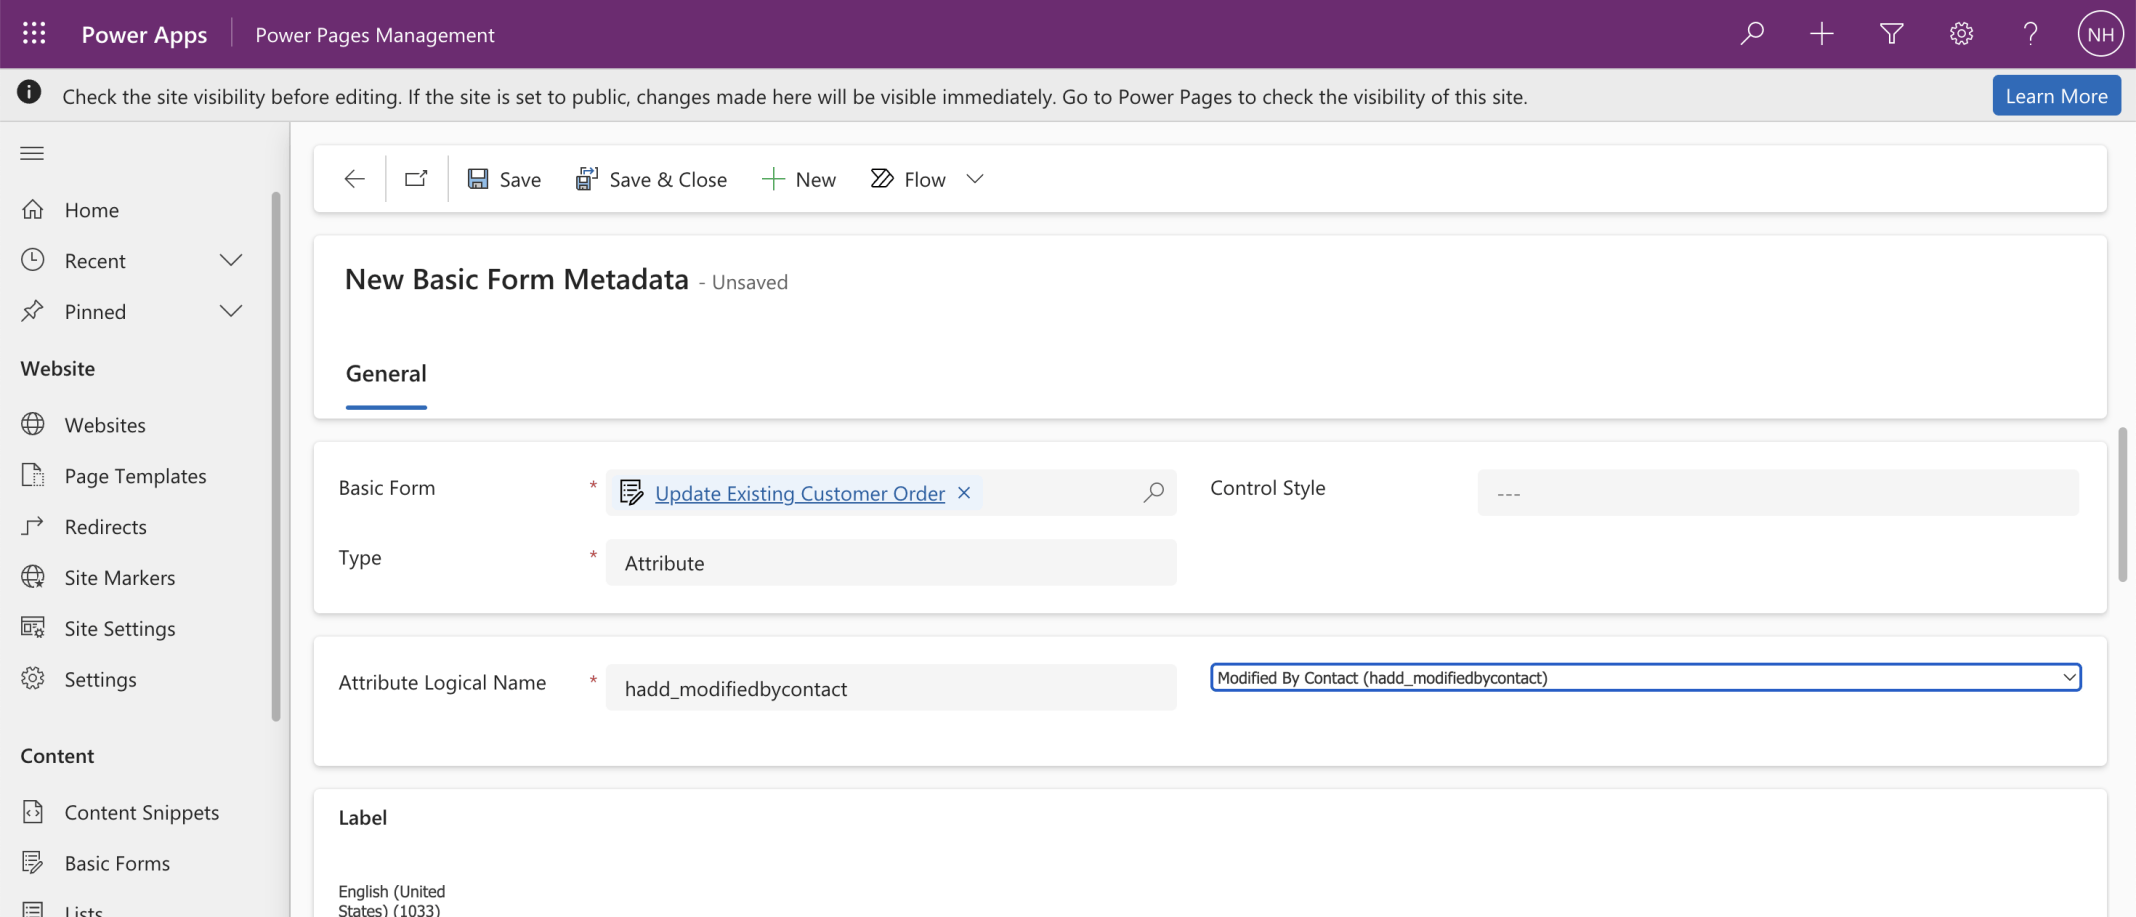 Power Apps
Power Pages Management
NH
Check the site visibility before editing. If the site is set to public, changes made here will be visible immediately. Go to Power Pages to check the visibility of this site.
Learn More
Home
Recent
Pinned
Website
Websites
Page Templates
Redirects
Site Markers
Site Settings
Settings
Content
Content Snippets
Basic Forms
Lists
Save
Save & Close
New
Flow
New Basic Form Metadata - Unsaved
General
Basic Form *
Update Existing Customer Order
Control Style
---
Type *
Attribute
Attribute Logical Name *
hadd_modifiedbycontact
Modified By Contact (hadd_modifiedbycontact)
Label
English (United
States) (1033)